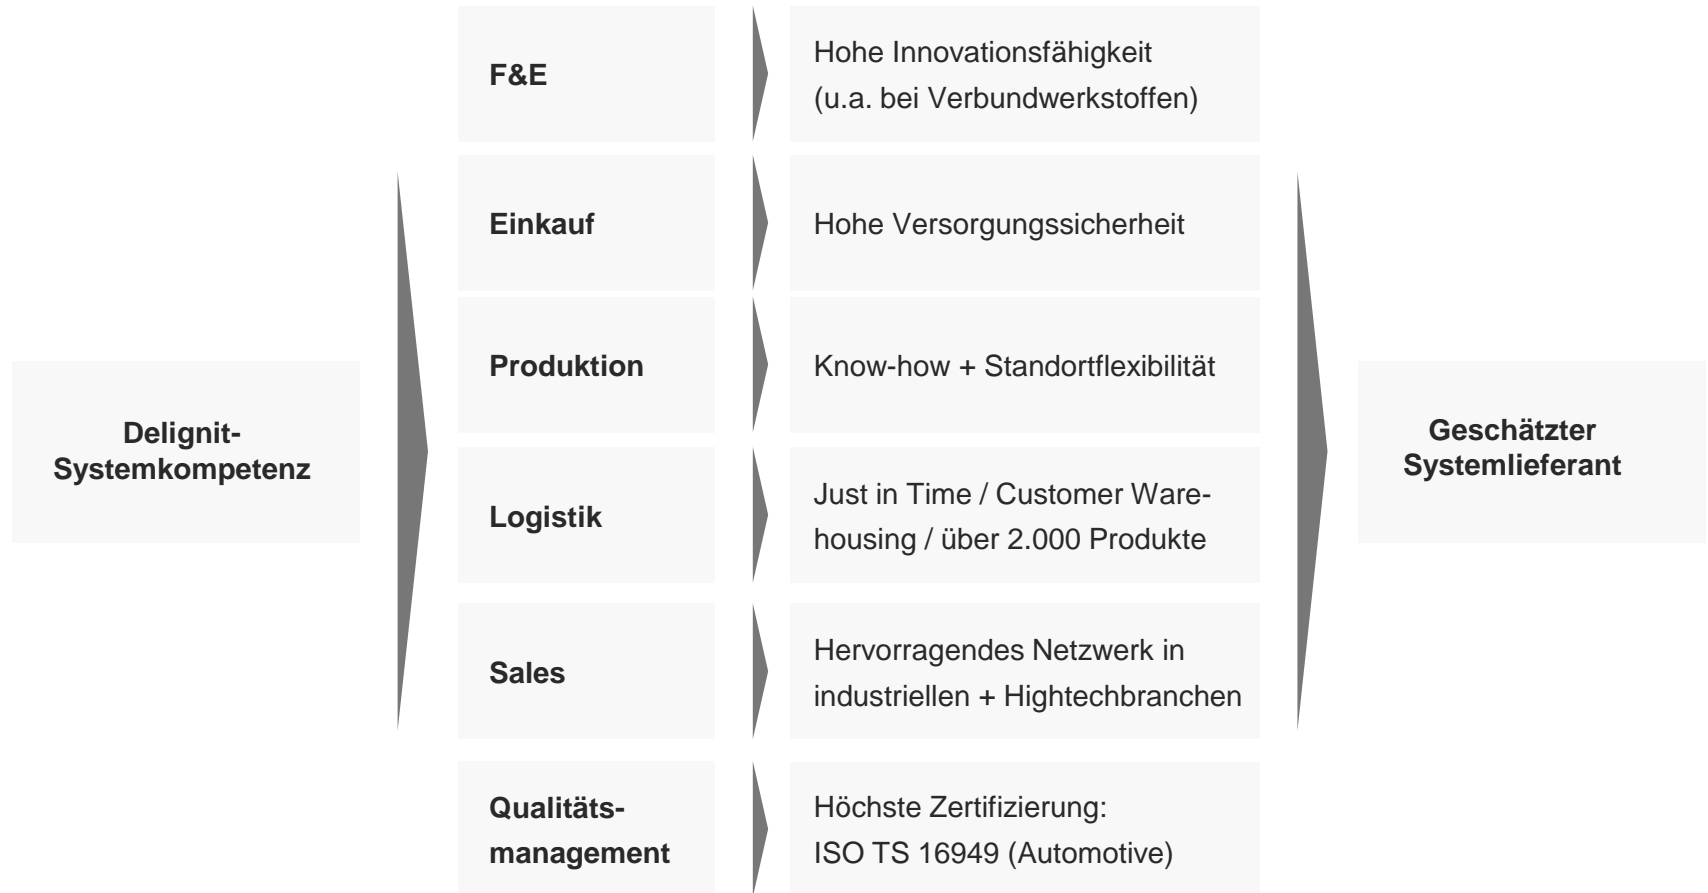 F&E
Hohe Innovationsfähigkeit
(u.a. bei Verbundwerkstoffen)
Einkauf
Hohe Versorgungssicherheit
Produktion
Know-how + Standortflexibilität
Delignit-
Systemkompetenz
Geschätzter
Systemlieferant
Logistik
Just in Time / Customer Ware-
housing / über 2.000 Produkte
Sales
Hervorragendes Netzwerk in
industriellen + Hightechbranchen
Qualitäts-
management
Höchste Zertifizierung:
ISO TS 16949 (Automotive)